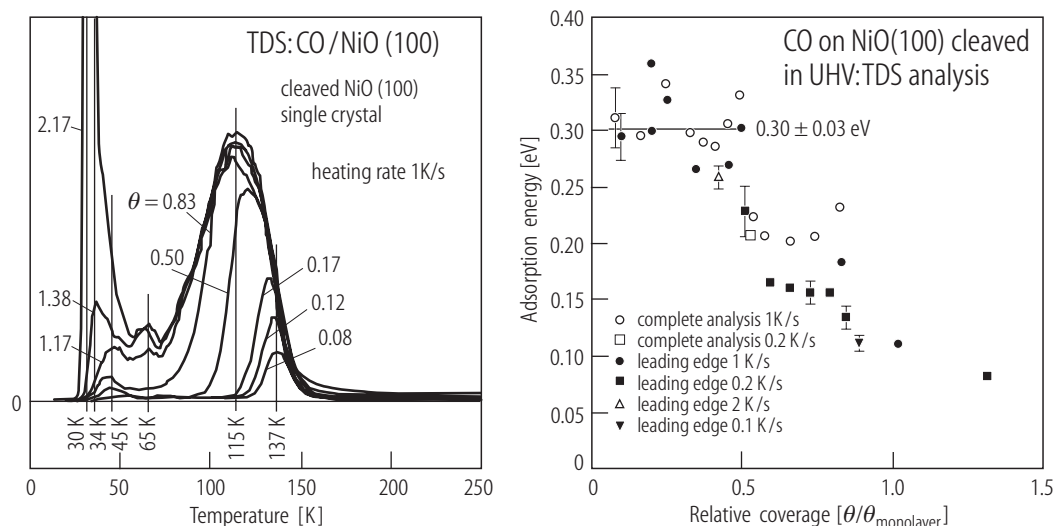 TDS: CO / NiO (100)
cleaved NiO (100)
single crystal
heating rate 1K/s
2.17
θ = 0.83
0.50
0.17
0.12
0.08
1.38
1.17
0
30 K
34 K
45 K
65 K
115 K
137 K
0 50 100 150 200 250
Temperature [K]
CO on NiO(100) cleaved
in UHV: TDS analysis
0.30 ± 0.03 eV
Adsorption energy [eV]
0.40
0.35
0.30
0.25
0.20
0.15
0.10
0.05
0.00
complete analysis 1K/s
complete analysis 0.2 K/s
leading edge 1 K/s
leading edge 0.2 K/s
leading edge 2 K/s
leading edge 0.1 K/s
0 0.5 1.0 1.5
Relative coverage [θ/θmonolayer]